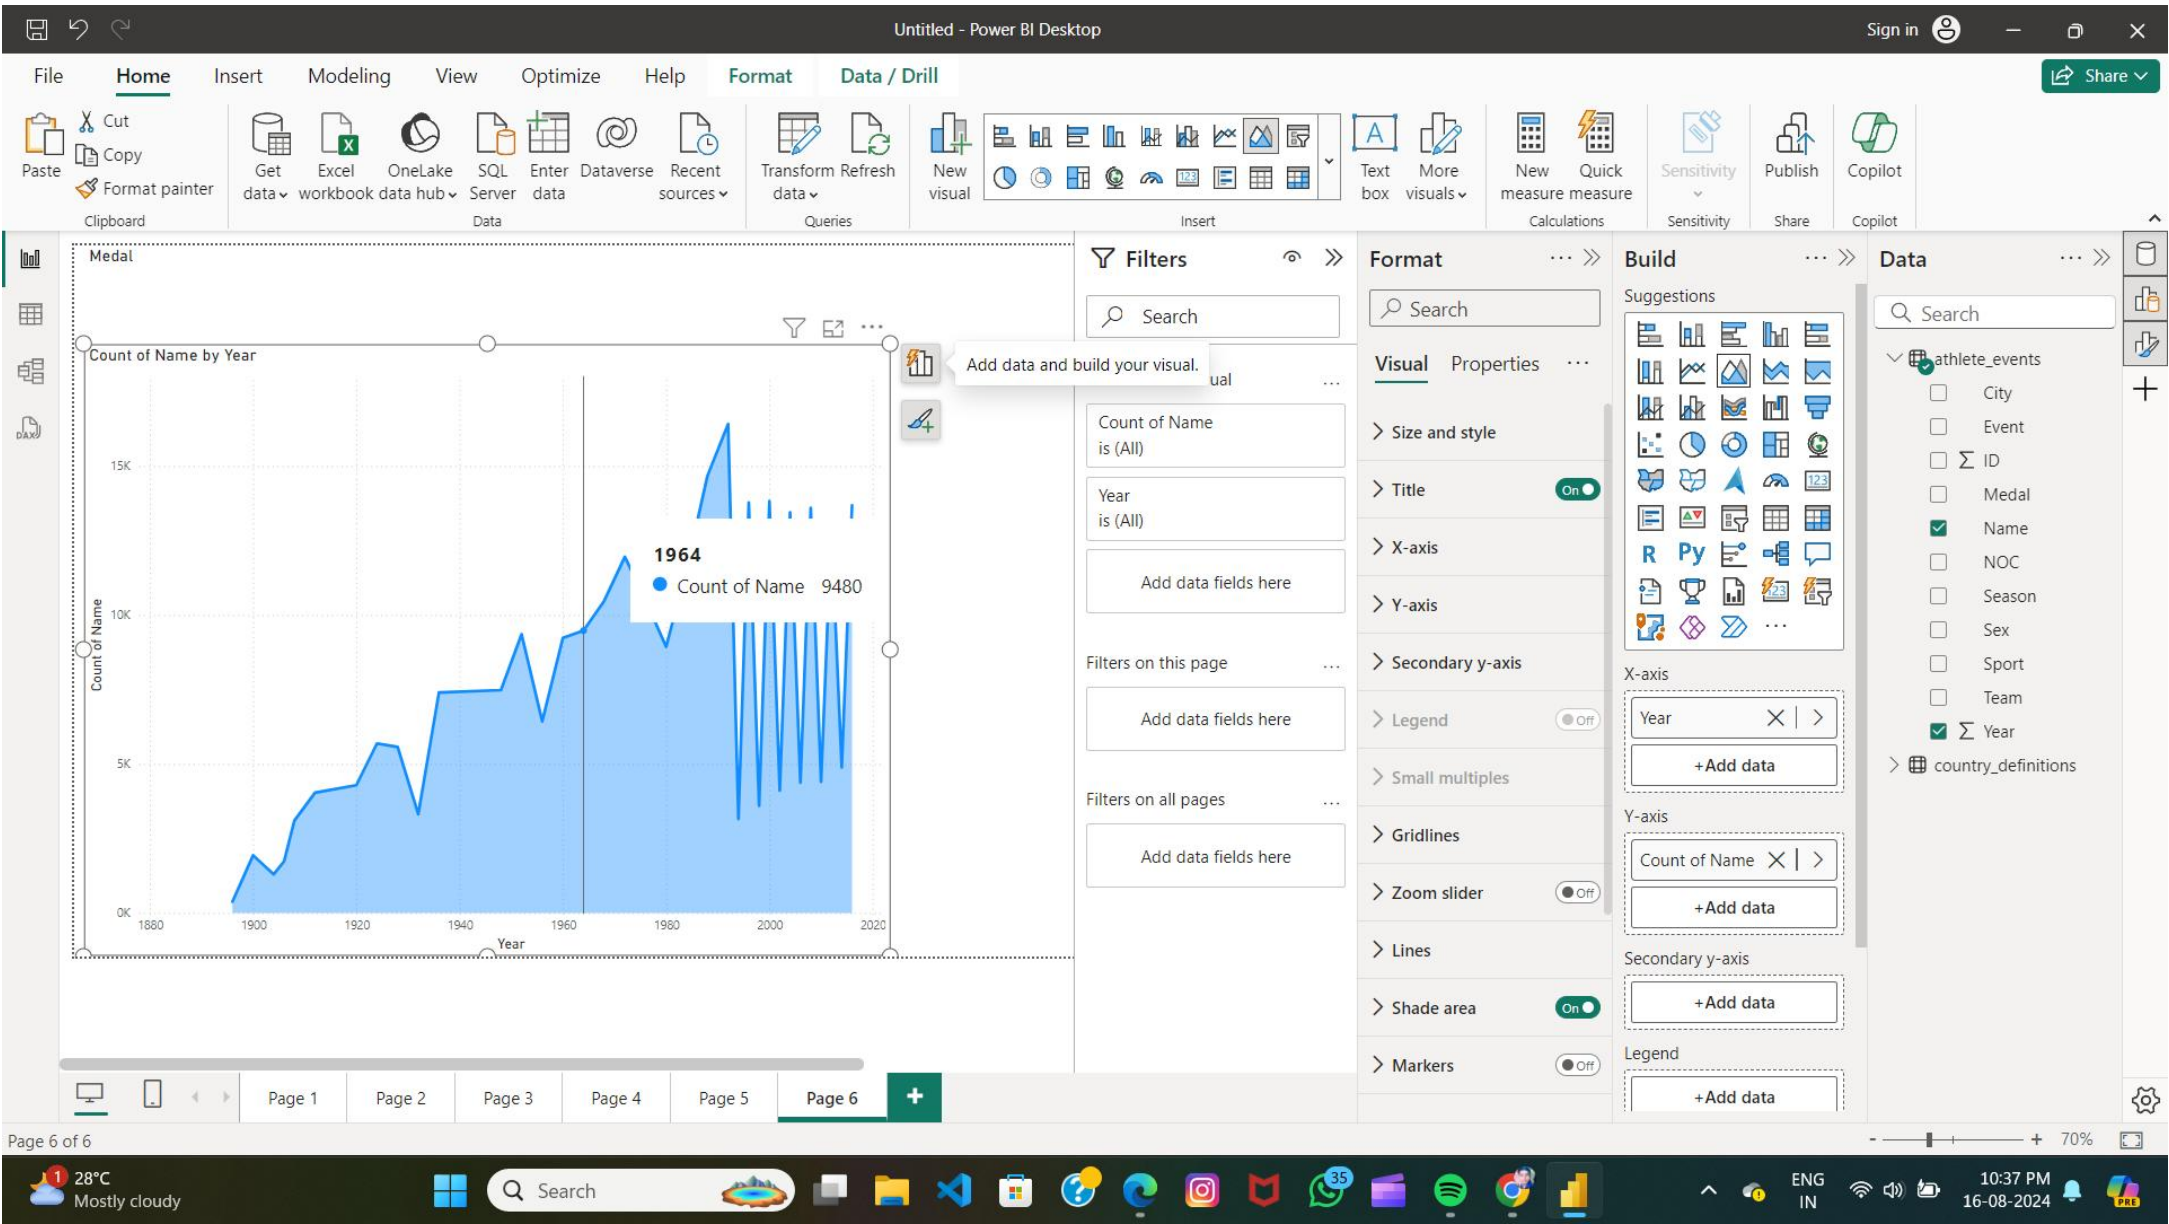 Untitled - Power BI Desktop
Sign in
File Home Insert Modeling View Optimize Help Format Data / Drill
Share
Paste
Cut
Copy
Format painter
Clipboard
Get data
Excel workbook
OneLake data hub
SQL Server
Enter data
Dataverse
Recent sources
Data
Transform data
Refresh
Queries
New visual
123
Insert
A
Text box
More visuals
New measure
Quick measure
Calculations
Sensitivity
Sensitivity
Publish
Share
Copilot
Copilot
DAX
Medal
Count of Name by Year
Add data and build your visual.
15K
10K
5K
0K
Count of Name
1964
Count of Name 9480
1880 1900 1920 1940 1960 1980 2000 2020
Year
Filters
Search
ual
Count of Name
is (All)
Year
is (All)
Add data fields here
Filters on this page
Add data fields here
Filters on all pages
Add data fields here
Format
Search
Visual Properties
Size and style
Title On
X-axis
Y-axis
Secondary y-axis
Legend Off
Small multiples
Gridlines
Zoom slider Off
Lines
Shade area On
Markers Off
Build
Suggestions
123
R Py
123
X-axis
Year
+Add data
Y-axis
Count of Name
+Add data
Secondary y-axis
+Add data
Legend
+Add data
Data
Search
athlete_events
City
Event
ID
Medal
Name
NOC
Season
Sex
Sport
Team
Year
country_definitions
Page 1 Page 2 Page 3 Page 4 Page 5 Page 6 +
Page 6 of 6
- + 70%
1
28°C
Mostly cloudy
Search
35
ENG
IN
10:37 PM
16-08-2024
PRE